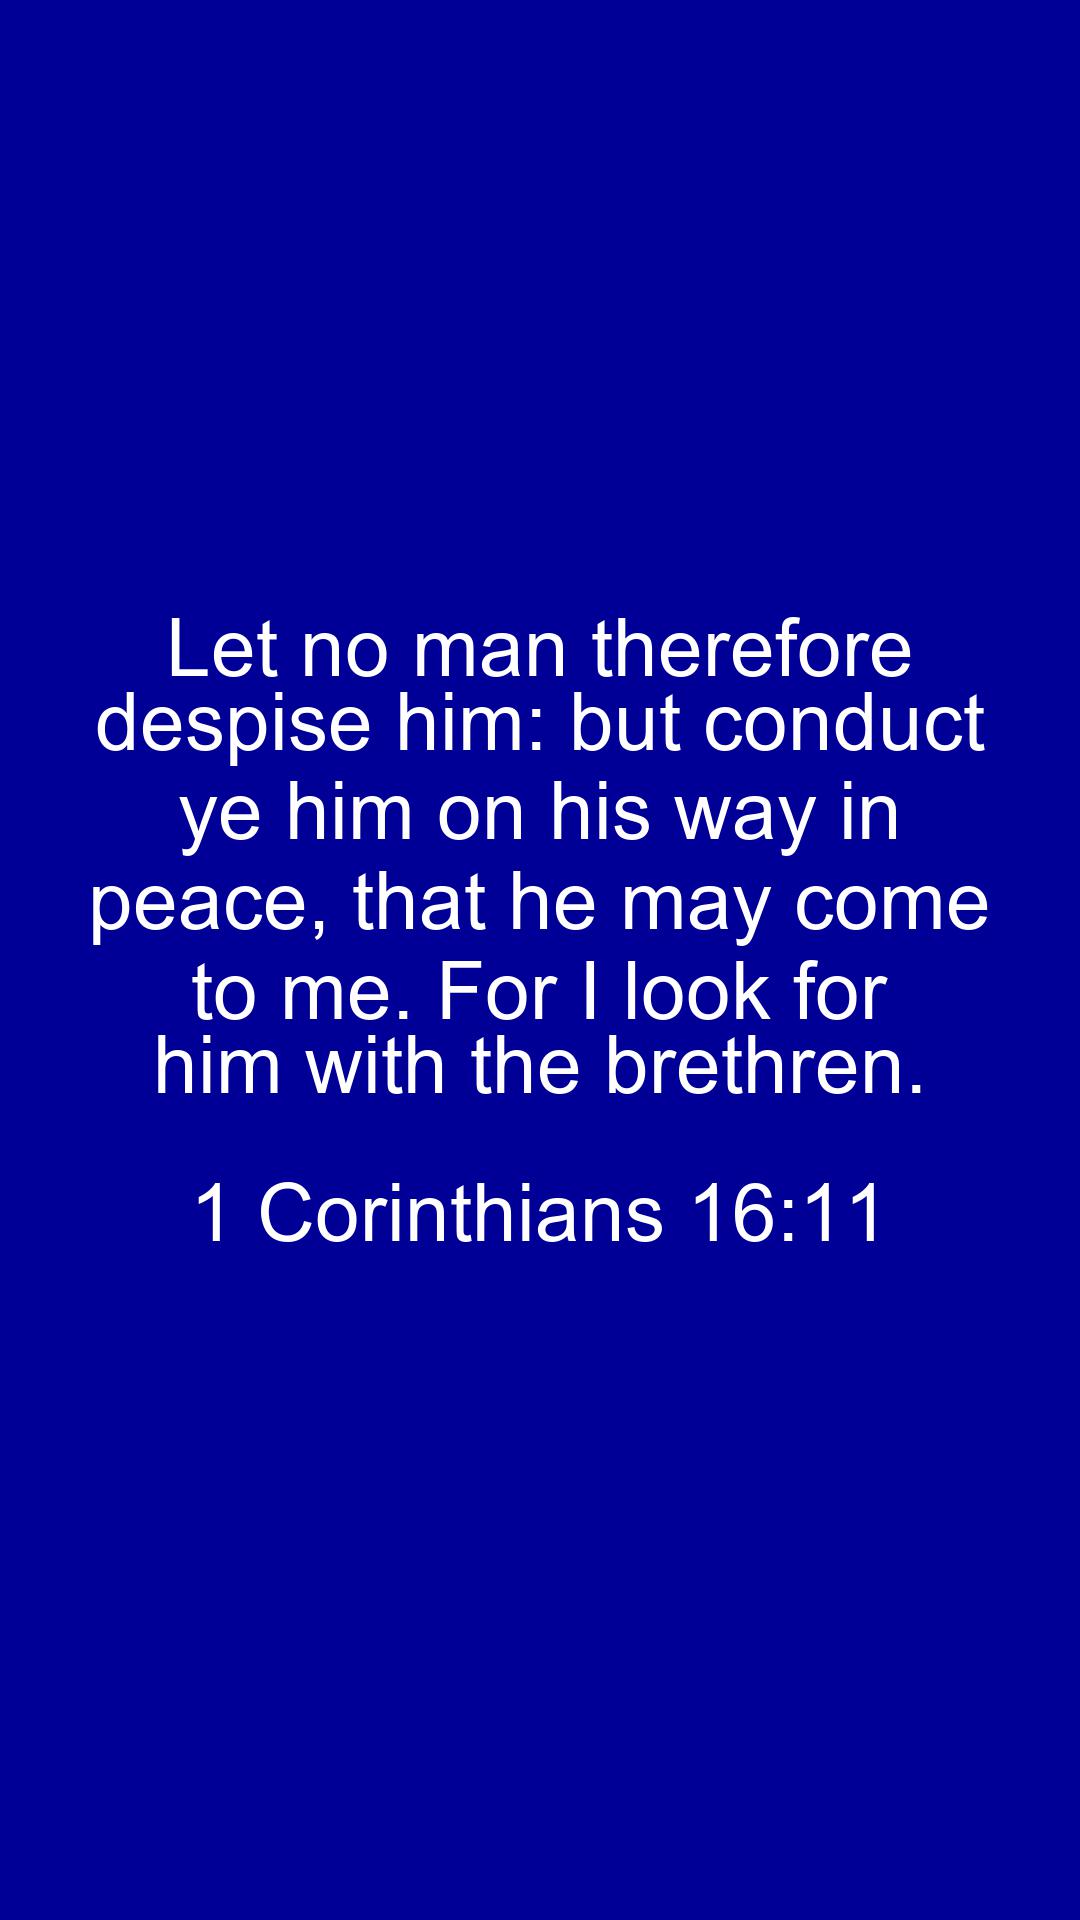 Let no man therefore
despise him: but conduct
ye him on his way in
peace, that he may come
to me. For I look for
him with the brethren.
1 Corinthians 16:11